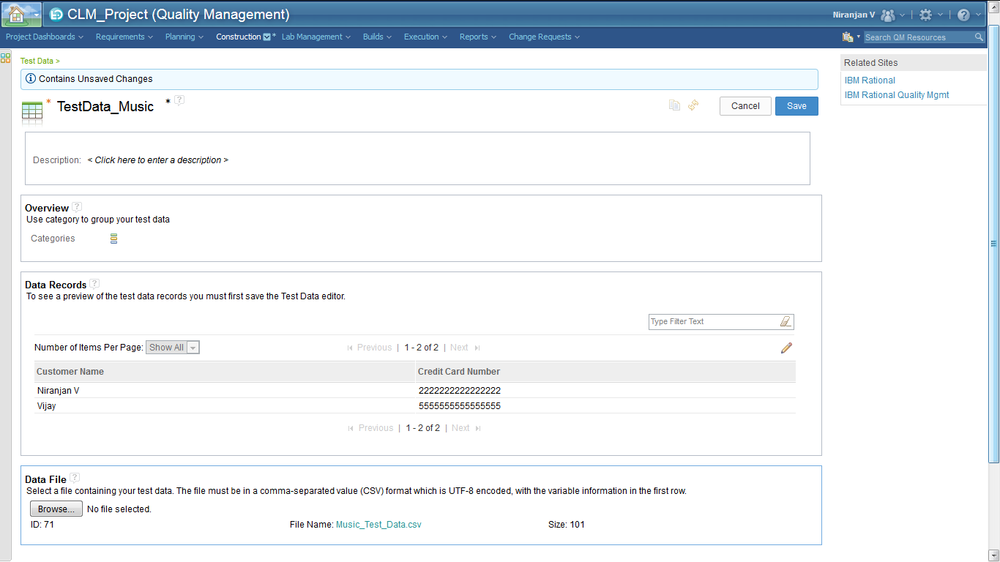 CLM_Project (Quality Management)
Niranjan V
Project Dashboards Requirements Planning Construction * Lab Management Builds Execution Reports Change Requests
Search QM Resources
Test Data >
Contains Unsaved Changes
* TestData_Music * ?
Cancel Save
Description: < Click here to enter a description >
Overview ?
Use category to group your test data
Categories
Data Records ?
To see a preview of the test data records you must first save the Test Data editor.
Type Filter Text
Number of Items Per Page: Show All Previous | 1 - 2 of 2 | Next
Customer Name Credit Card Number
Niranjan V 2222222222222222
Vijay 5555555555555555
Previous | 1 - 2 of 2 | Next
Data File ?
Select a file containing your test data. The file must be in a comma-separated value (CSV) format which is UTF-8 encoded, with the variable information in the first row.
Browse... No file selected.
ID: 71 File Name: Music_Test_Data.csv Size: 101
Related Sites
IBM Rational
IBM Rational Quality Mgmt